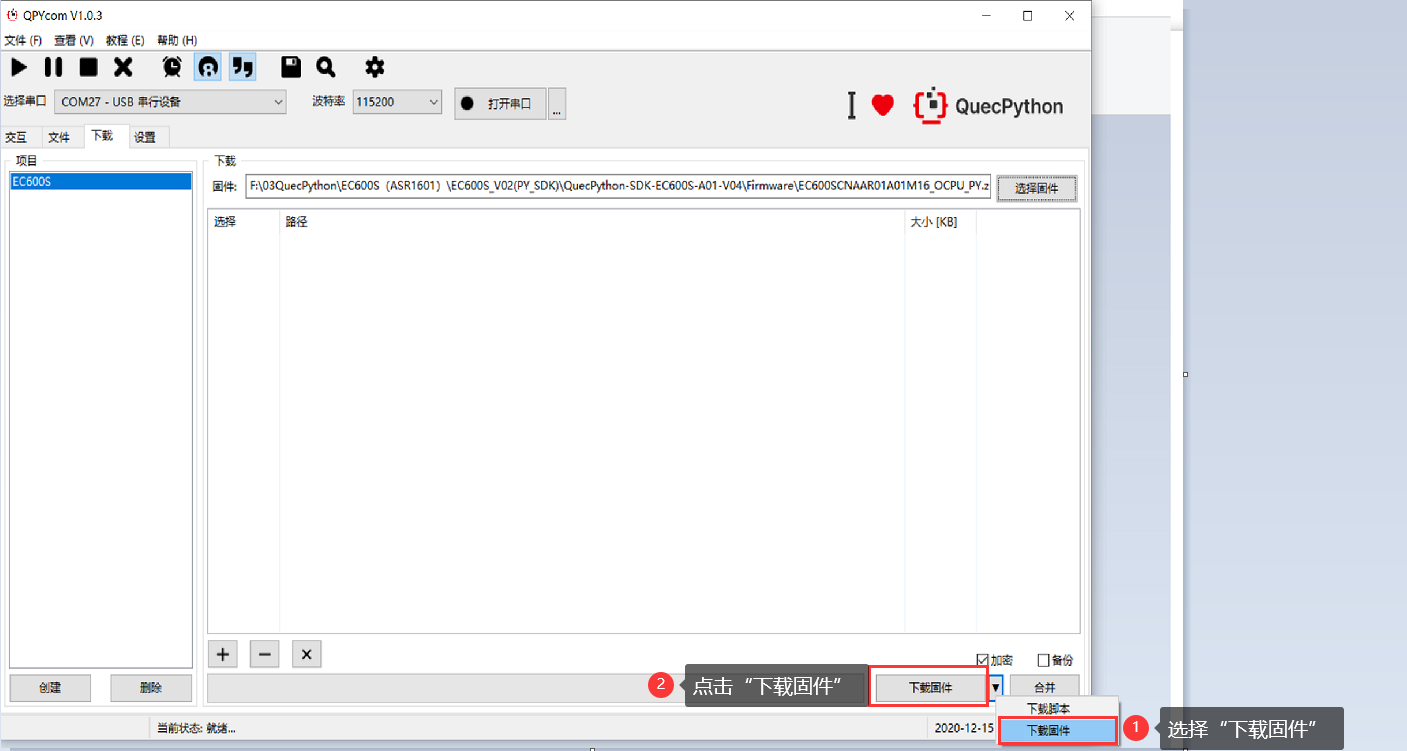 QPYcom V1.0.3
文件 (F) 查看 (V) 教程 (E) 帮助 (H)
选择串口 COM27 - USB 串行设备 波特率 115200 打开串口 ... I QuecPython
交互 文件 下载 设置
项目 下载
EC600S
固件: F:\03QuecPython\EC600S（ASR1601）\EC600S_V02(PY_SDK)\QuecPython-SDK-EC600S-A01-V04\Firmware\EC600SCNAAR01A01M16_OCPU_PY.z 选择固件
选择 路径 大小 [KB]
加密 备份
创建 删除 2 点击“下载固件” 下载固件 合并
下载脚本
当前状态: 就绪... 2020-12-15 下载固件 1 选择“下载固件”